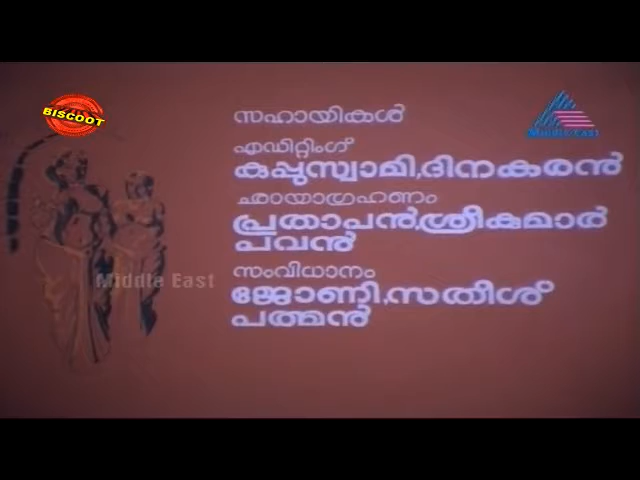 BISCOOT
Middle East
സഹായികൾ
എഡിറ്റിംഗ്
കുപ്പുസ്വാമി,ദിനകരൻ
ഛായാഗ്രഹണം
പ്രതാപൻ,ശ്രീകുമാർ
പവൻ
Middle East
സംവിധാനം
ജോണി,സതീശ്
പത്മൻ